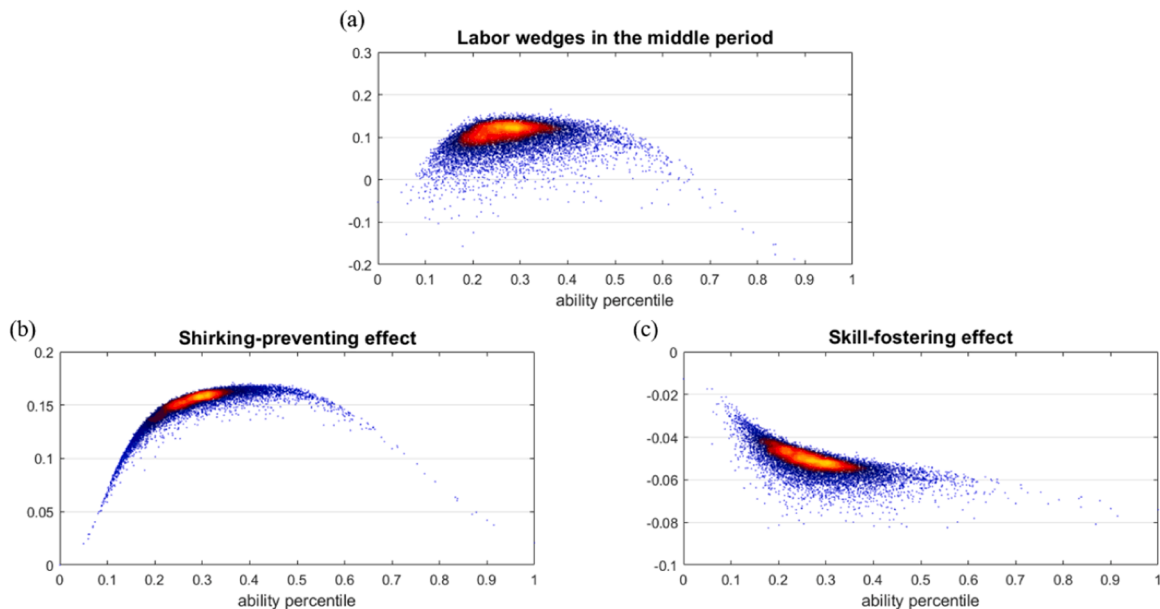 (a)
Labor wedges in the middle period
0.3
0.2
0.1
0
-0.1
-0.2
0 0.1 0.2 0.3 0.4 0.5 0.6 0.7 0.8 0.9 1
ability percentile
(b)
Shirking-preventing effect
0.2
0.15
0.1
0.05
0
0 0.1 0.2 0.3 0.4 0.5 0.6 0.7 0.8 0.9 1
ability percentile
(c)
Skill-fostering effect
0
-0.02
-0.04
-0.06
-0.08
-0.1
0 0.1 0.2 0.3 0.4 0.5 0.6 0.7 0.8 0.9 1
ability percentile